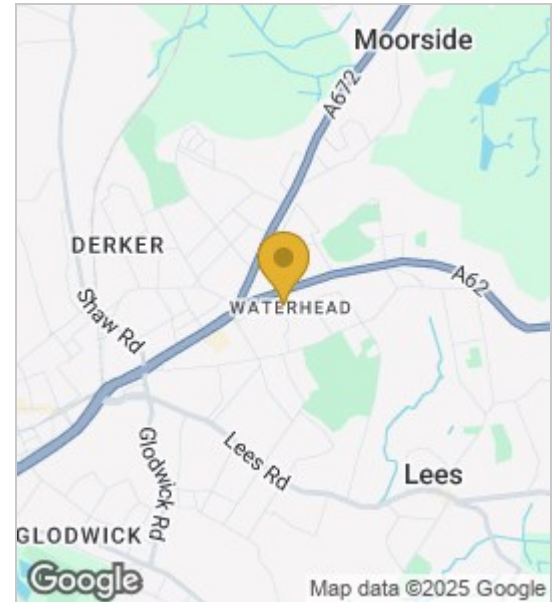 Moorside
A672
DERKER
A62
WATERHEAD
Shaw Rd
Glodwick Rd
Lees Rd
Lees
GLODWICK
Google
Map data ©2025 Google